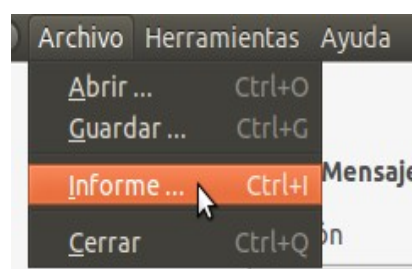 Archivo Herramientas Ayuda
Abrir ... Ctrl+O
Guardar ... Ctrl+G
Informe ... Ctrl+I
Mensaje
Cerrar Ctrl+Q
ón